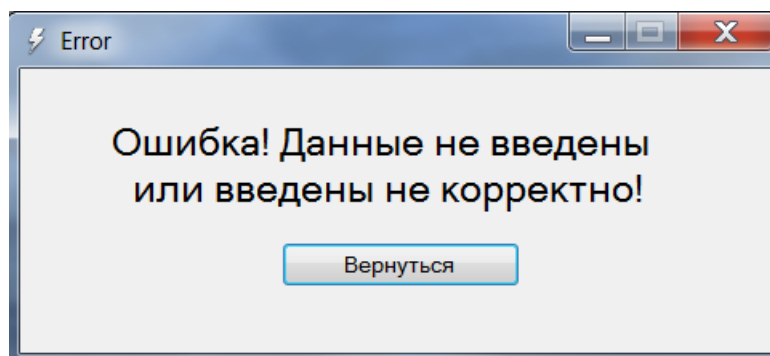 Error
Ошибка! Данные не введены
или введены не корректно!
Вернуться